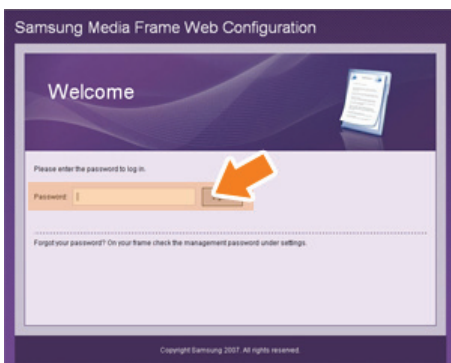 Samsung Media Frame Web Configuration
Welcome
Please enter the password to log in.
Password:
Forgot your password? On your frame check the management password under settings.
Copyright Samsung 2007. All rights reserved.